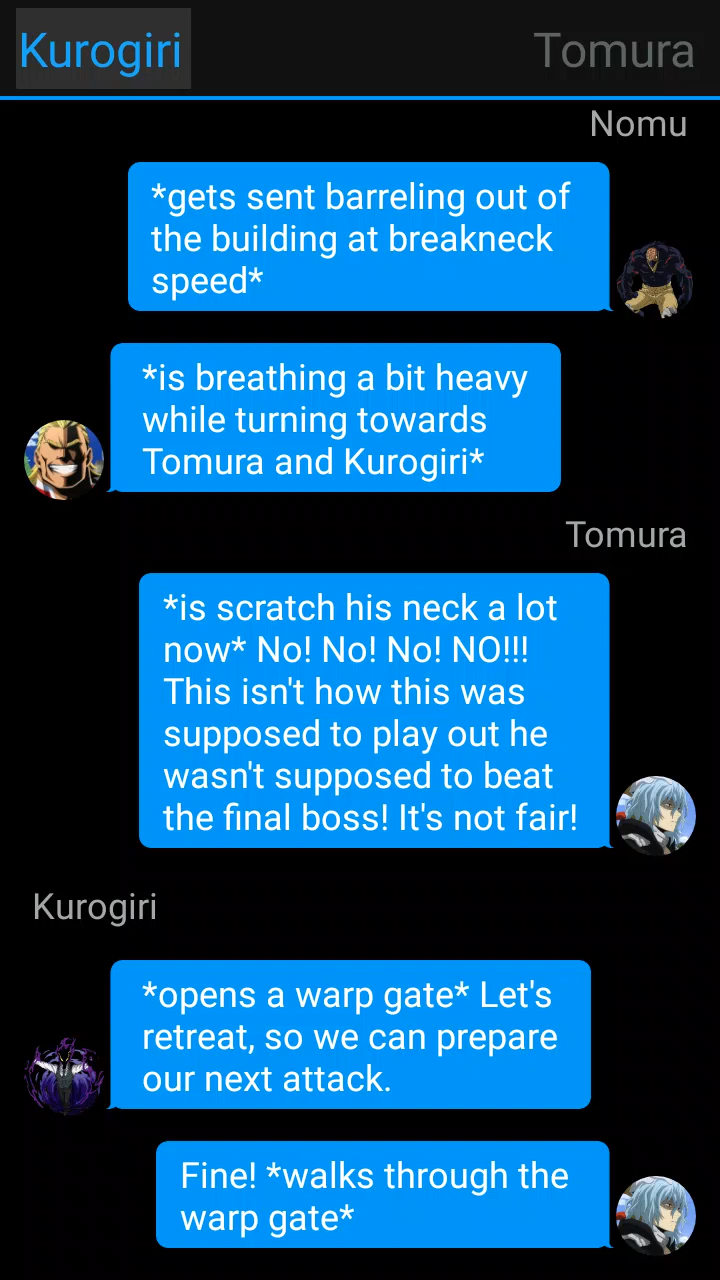 Kurogiri
Tomura
Nomu
*gets sent barreling out of
the building at breakneck
speed*
*is breathing a bit heavy
while turning towards
Tomura and Kurogiri*
Tomura
*is scratch his neck a lot
now* No! No! No! NO!!!
This isn't how this was
supposed to play out he
wasn't supposed to beat
the final boss! It's not fair!
Kurogiri
*opens a warp gate* Let's
retreat, so we can prepare
our next attack.
Fine! *walks through the
warp gate*